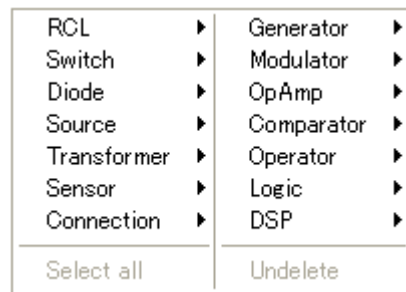 RCL
Switch
Diode
Source
Transformer
Sensor
Connection
Select all
Generator
Modulator
OpAmp
Comparator
Operator
Logic
DSP
Undelete